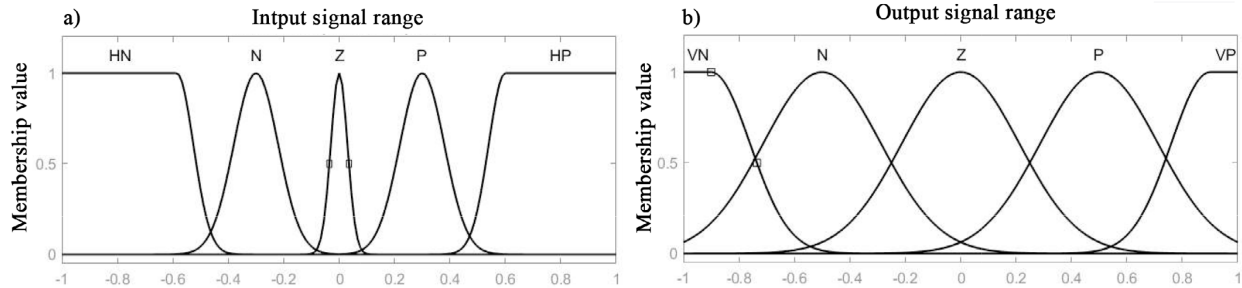 a) Intput signal range
Membership value
HN N Z P HP
1
0.5
0
-1 -0.8 -0.6 -0.4 -0.2 0 0.2 0.4 0.6 0.8 1
b) Output signal range
Membership value
VN N Z P VP
1
0.5
0
-1 -0.8 -0.6 -0.4 -0.2 0 0.2 0.4 0.6 0.8 1